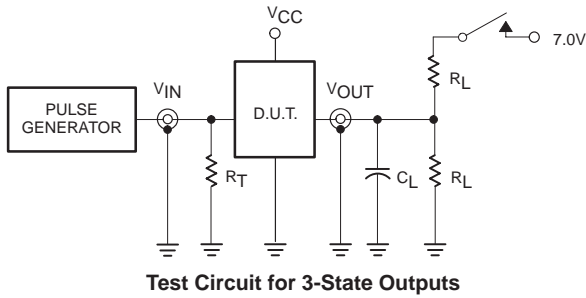 VCC
7.0V
RL
VIN
VOUT
PULSE
GENERATOR
D.U.T.
RT
CL
RL
Test Circuit for 3-State Outputs